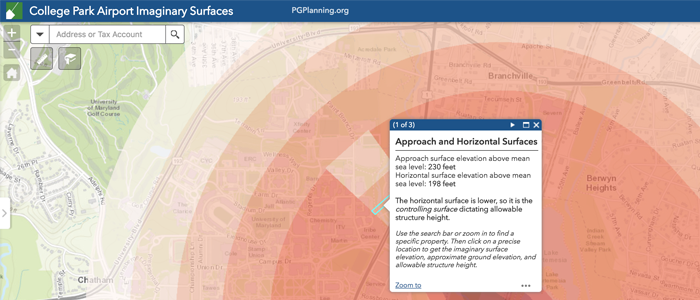 College Park Airport Imaginary Surfaces
PGPlanning.org
Address or Tax Account
Branchville
University
of Maryland
Golf Course
(1 of 3)
Approach and Horizontal Surfaces
Approach surface elevation above mean
sea level: 230 feet
Horizontal surface elevation above mean
sea level: 198 feet
The horizontal surface is lower, so it is the
controlling surface dictating allowable
structure height.
Use the search bar or zoom in to find a
specific property. Then click on a precise
location to get the imaginary surface
elevation, approximate ground elevation, and
allowable structure height.
Zoom to
Berwyn
Heights
Chatham